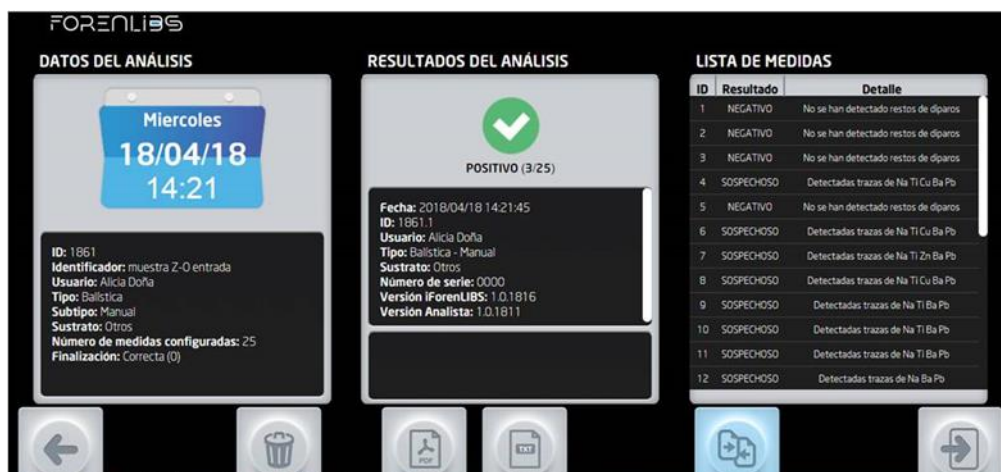 FORENLIBS
DATOS DEL ANÁLISIS
Miercoles
18/04/18
14:21
ID: 1861
Identificador: muestra Z-O entrada
Usuario: Alicia Doña
Tipo: Balística
Subtipo: Manual
Sustrato: Otros
Número de medidas configuradas: 25
Finalización: Correcta (0)
RESULTADOS DEL ANÁLISIS
POSITIVO (3/25)
Fecha: 2018/04/18 14:21:45
ID: 1861.1
Usuario: Alicia Doña
Tipo: Balística - Manual
Sustrato: Otros
Número de serie: 0000
Versión iForenLIBS: 1.0.1816
Versión Analista: 1.0.1811
LISTA DE MEDIDAS
ID Resultado Detalle
1 NEGATIVO No se han detectado restos de diparos
2 NEGATIVO No se han detectado restos de diparos
3 NEGATIVO No se han detectado restos de diparos
4 SOSPECHOSO Detectadas trazas de Na Ti Cu Ba Pb
5 NEGATIVO No se han detectado restos de diparos
6 SOSPECHOSO Detectadas trazas de Na Ti Cu Ba Pb
7 SOSPECHOSO Detectadas trazas de Na Ti Zn Ba Pb
8 SOSPECHOSO Detectadas trazas de Na Ti Cu Ba Pb
9 SOSPECHOSO Detectadas trazas de Na Ti Ba Pb
10 SOSPECHOSO Detectadas trazas de Na Ti Ba Pb
11 SOSPECHOSO Detectadas trazas de Na Ti Ba Pb
12 SOSPECHOSO Detectadas trazas de Na Ba Pb
PDF
TXT